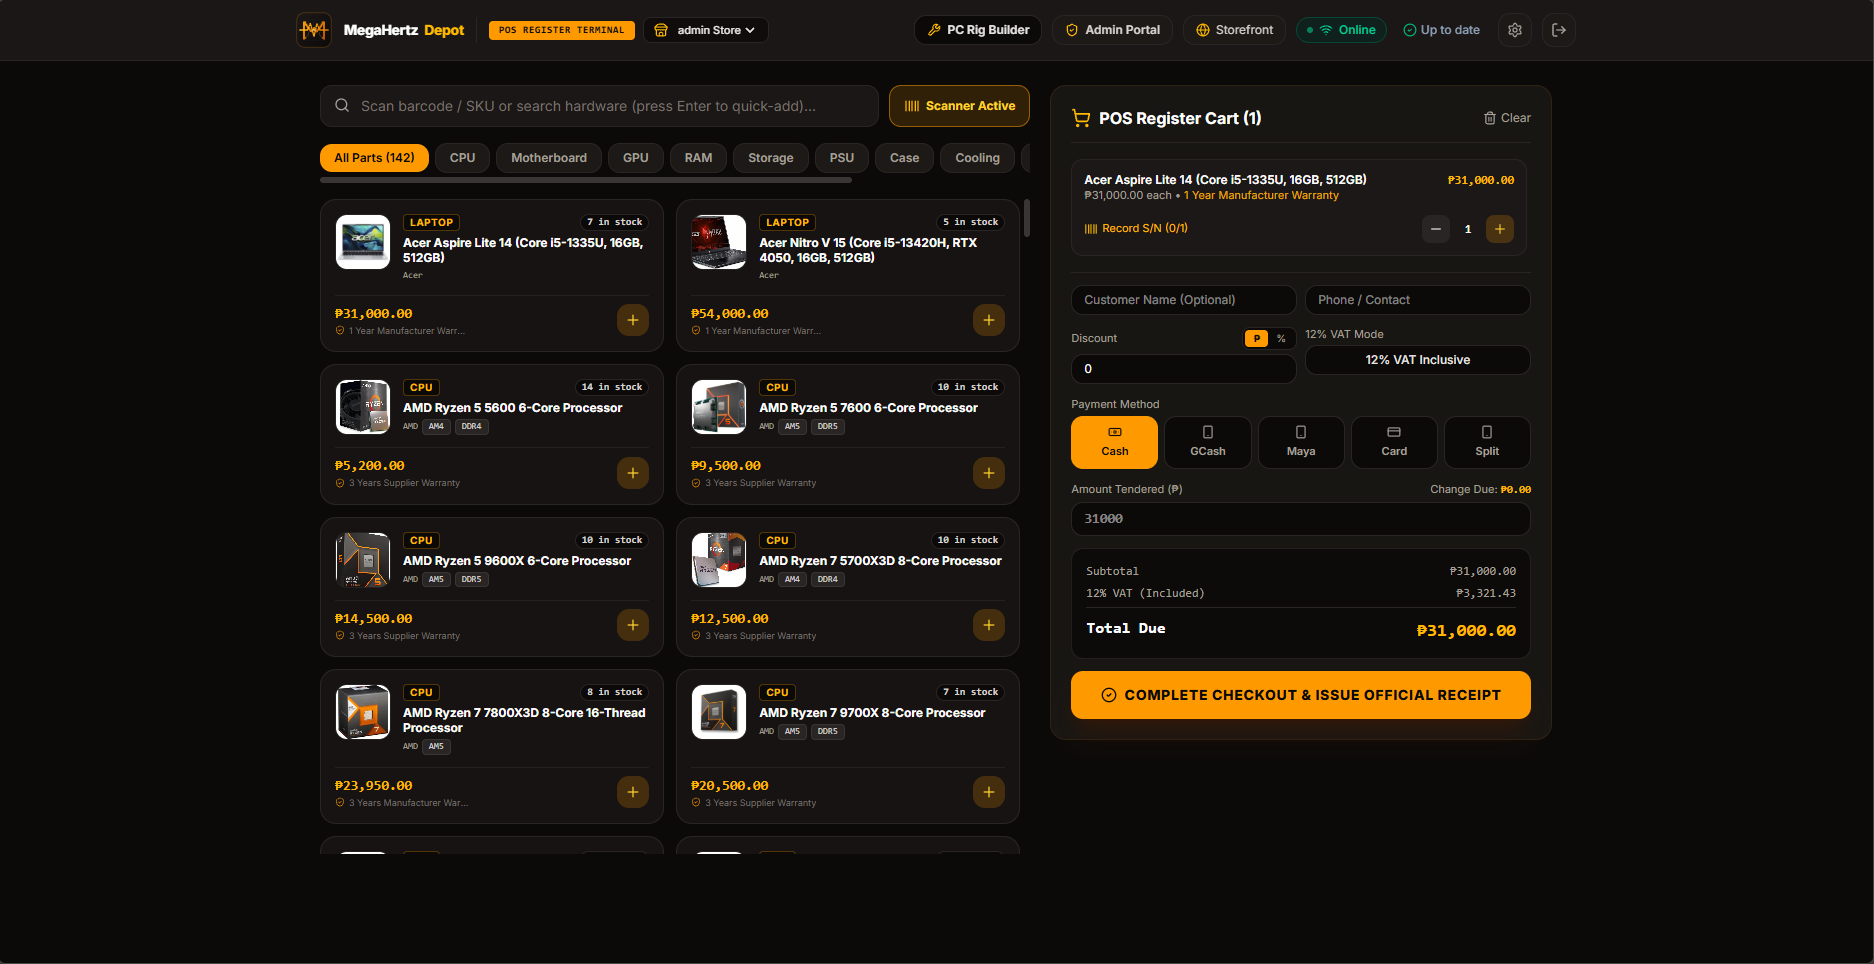 MegaHertz Depot
POS REGISTER TERMINAL
admin Store
PC Rig Builder
Admin Portal
Storefront
Online
Up to date
Scan barcode / SKU or search hardware (press Enter to quick-add)...
Scanner Active
All Parts (142)
CPU
Motherboard
GPU
RAM
Storage
PSU
Case
Cooling
LAPTOP
7 in stock
Acer Aspire Lite 14 (Core i5-1335U, 16GB,
512GB)
Acer
₱31,000.00
1 Year Manufacturer Warr...
LAPTOP
5 in stock
Acer Nitro V 15 (Core i5-13420H, RTX
4050, 16GB, 512GB)
Acer
₱54,000.00
1 Year Manufacturer Warr...
CPU
14 in stock
AMD Ryzen 5 5600 6-Core Processor
AMD AM4 DDR4
₱5,200.00
3 Years Supplier Warranty
CPU
10 in stock
AMD Ryzen 5 7600 6-Core Processor
AMD AM5 DDR5
₱9,500.00
3 Years Supplier Warranty
CPU
10 in stock
AMD Ryzen 5 9600X 6-Core Processor
AMD AM5 DDR5
₱14,500.00
3 Years Supplier Warranty
CPU
10 in stock
AMD Ryzen 7 5700X3D 8-Core Processor
AMD AM4 DDR4
₱12,500.00
3 Years Supplier Warranty
CPU
8 in stock
AMD Ryzen 7 7800X3D 8-Core 16-Thread
Processor
AMD AM5
₱23,950.00
3 Years Manufacturer War...
CPU
7 in stock
AMD Ryzen 7 9700X 8-Core Processor
AMD AM5 DDR5
₱20,500.00
3 Years Supplier Warranty
POS Register Cart (1)
Clear
Acer Aspire Lite 14 (Core i5-1335U, 16GB, 512GB)
₱31,000.00
₱31,000.00 each • 1 Year Manufacturer Warranty
Record S/N (0/1)
1
Customer Name (Optional)
Phone / Contact
Discount
₱ %
12% VAT Mode
0
12% VAT Inclusive
Payment Method
Cash
GCash
Maya
Card
Split
Amount Tendered (₱)
Change Due: ₱0.00
31000
Subtotal
₱31,000.00
12% VAT (Included)
₱3,321.43
Total Due
₱31,000.00
COMPLETE CHECKOUT & ISSUE OFFICIAL RECEIPT